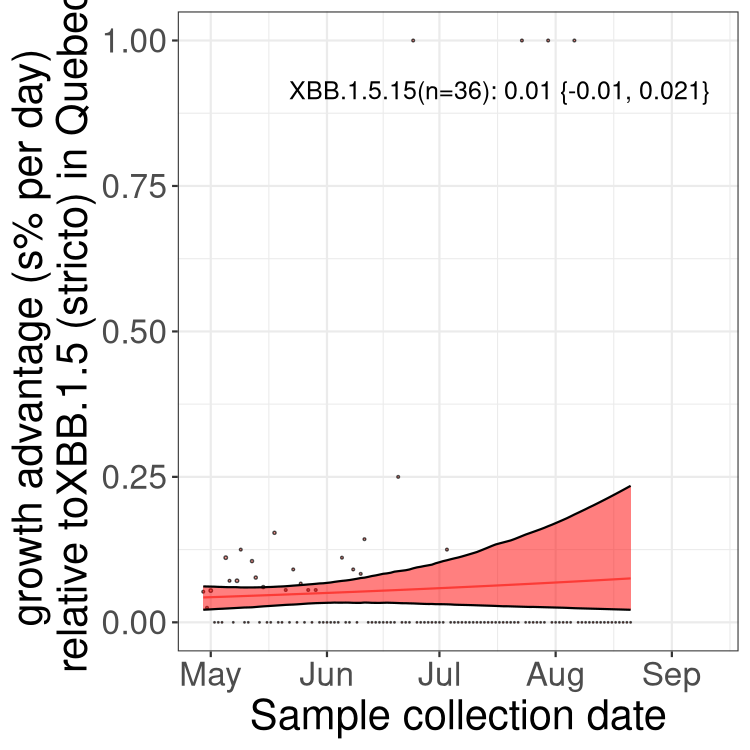 growth advantage (s% per day)
relative toXBB.1.5 (stricto) in Quebec
1.00
0.75
0.50
0.25
0.00
XBB.1.5.15(n=36): 0.01 {-0.01, 0.021}
May Jun Jul Aug Sep
Sample collection date